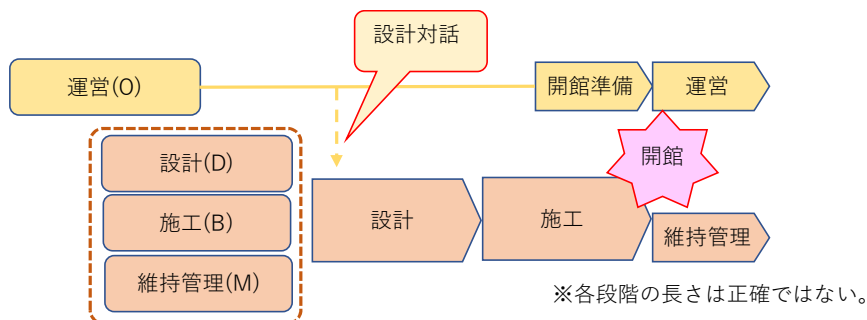 設計対話
運営(O)
開館準備
運営
設計(D)
開館
施工(B)
設計
施工
維持管理
維持管理(M)
※各段階の長さは正確ではない。